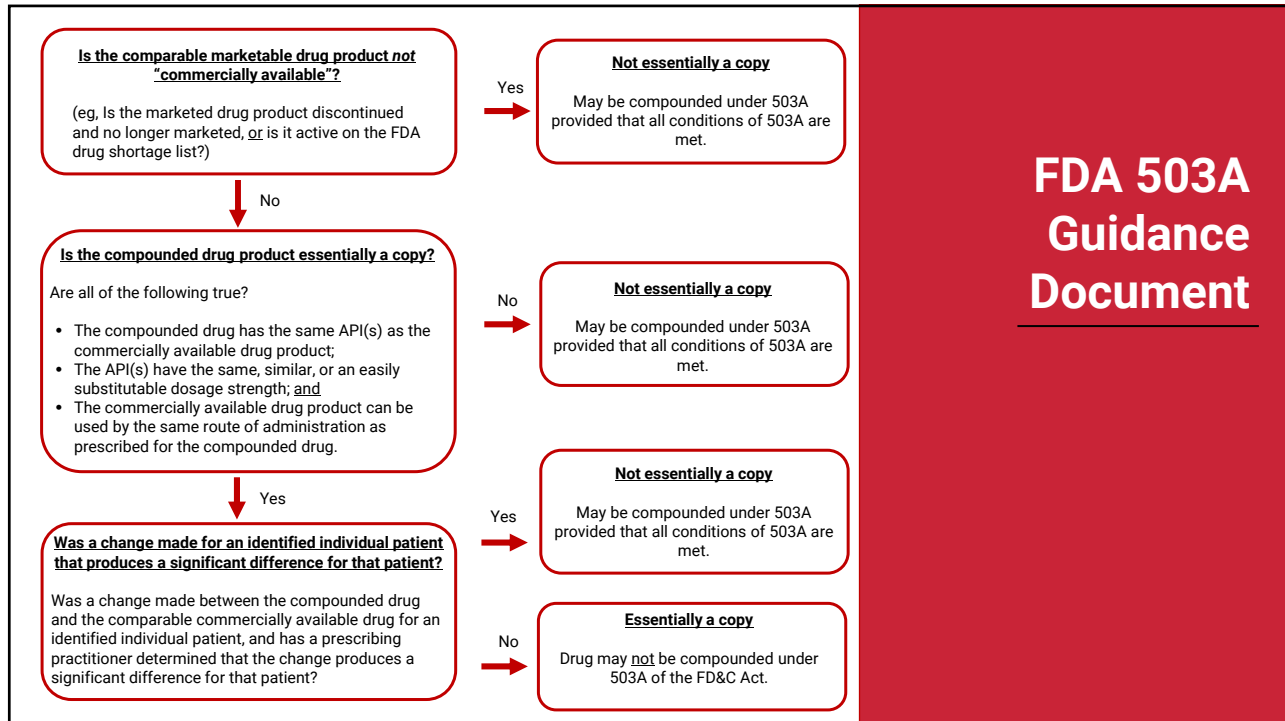 Is the comparable marketable drug product not
“commercially available”?
(eg, Is the marketed drug product discontinued
and no longer marketed, or is it active on the FDA
drug shortage list?)
Yes
Not essentially a copy
May be compounded under 503A
provided that all conditions of 503A are
met.
No
Is the compounded drug product essentially a copy?
Are all of the following true?
• The compounded drug has the same API(s) as the
commercially available drug product;
• The API(s) have the same, similar, or an easily
substitutable dosage strength; and
• The commercially available drug product can be
used by the same route of administration as
prescribed for the compounded drug.
No
Not essentially a copy
May be compounded under 503A
provided that all conditions of 503A are
met.
Yes
Was a change made for an identified individual patient
that produces a significant difference for that patient?
Was a change made between the compounded drug
and the comparable commercially available drug for an
identified individual patient, and has a prescribing
practitioner determined that the change produces a
significant difference for that patient?
Yes
Not essentially a copy
May be compounded under 503A
provided that all conditions of 503A are
met.
No
Essentially a copy
Drug may not be compounded under
503A of the FD&C Act.
FDA 503A
Guidance
Document